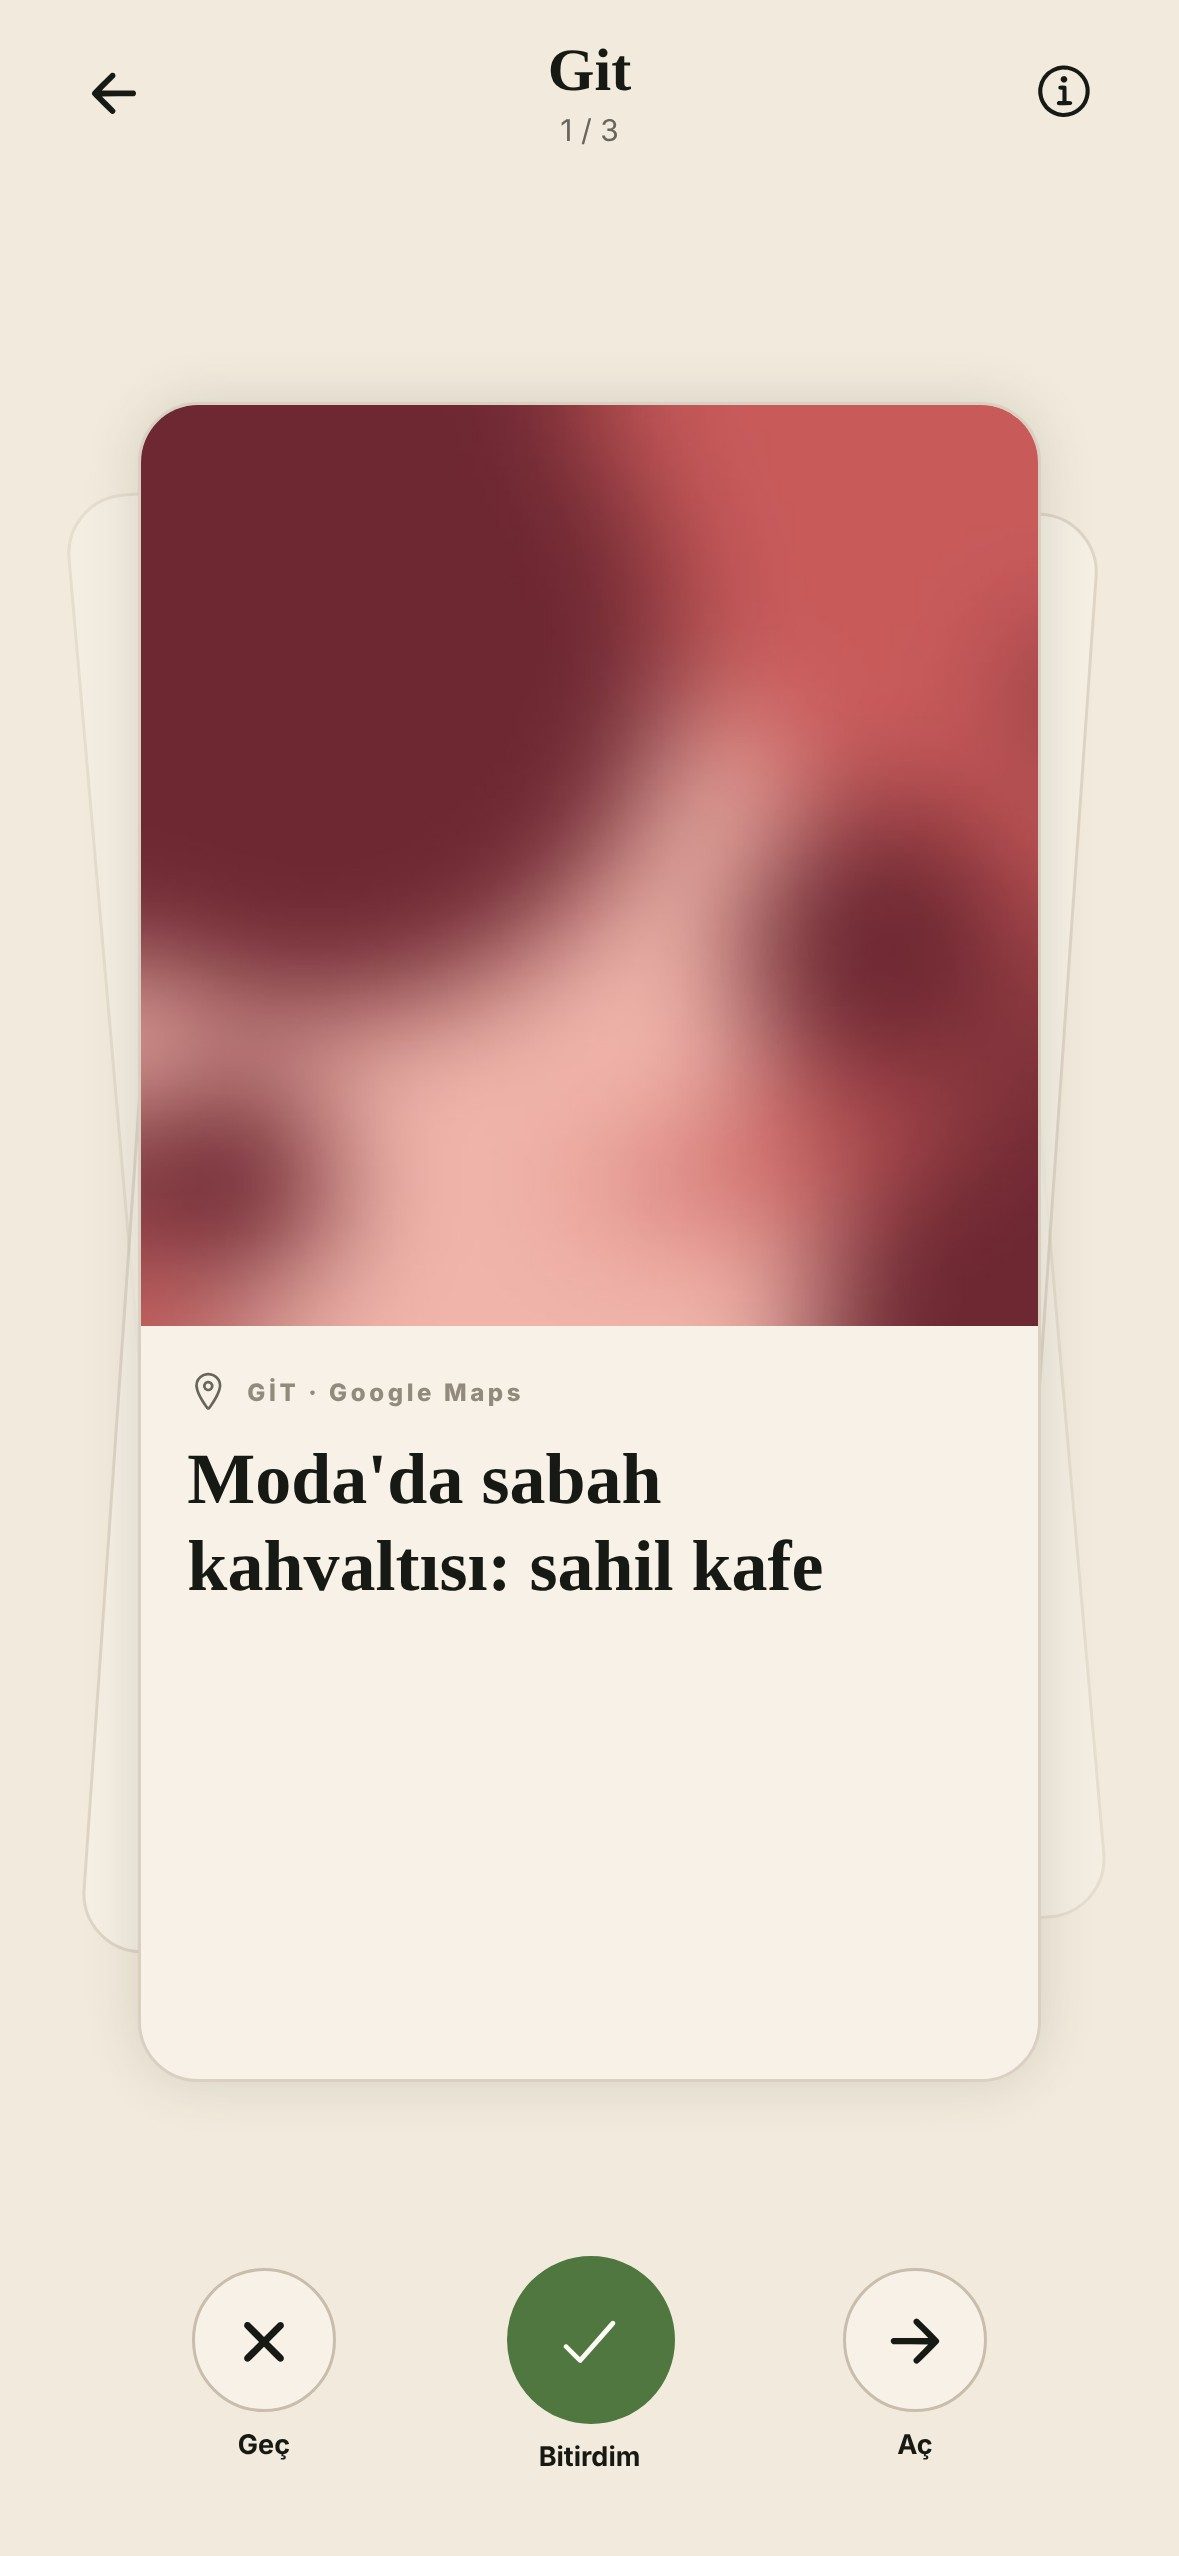 Git
1 / 3
GİT · Google Maps
Moda'da sabah
kahvaltısı: sahil kafe
Geç
Bitirdim
Aç